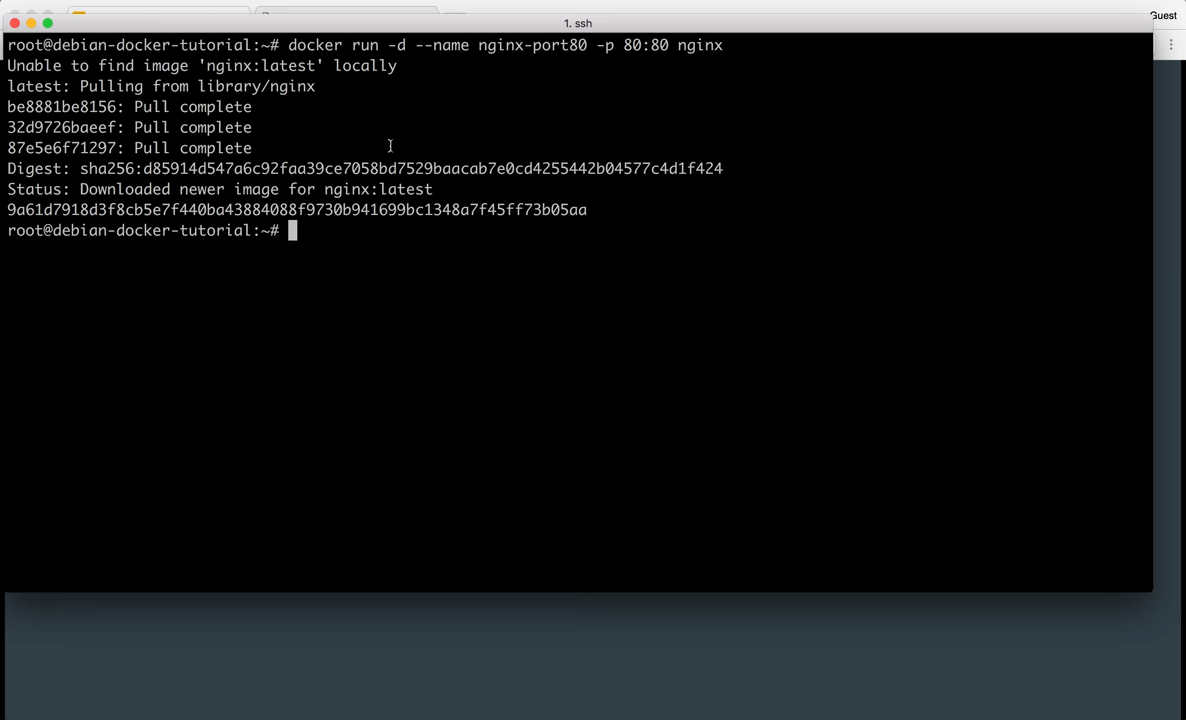 Guest
1. ssh
root@debian-docker-tutorial:~# docker run -d --name nginx-port80 -p 80:80 nginx
Unable to find image 'nginx:latest' locally
latest: Pulling from library/nginx
be8881be8156: Pull complete
32d9726baeef: Pull complete
87e5e6f71297: Pull complete
Digest: sha256:d85914d547a6c92faa39ce7058bd7529baacab7e0cd4255442b04577c4d1f424
Status: Downloaded newer image for nginx:latest
9a61d7918d3f8cb5e7f440ba43884088f9730b941699bc1348a7f45ff73b05aa
root@debian-docker-tutorial:~#